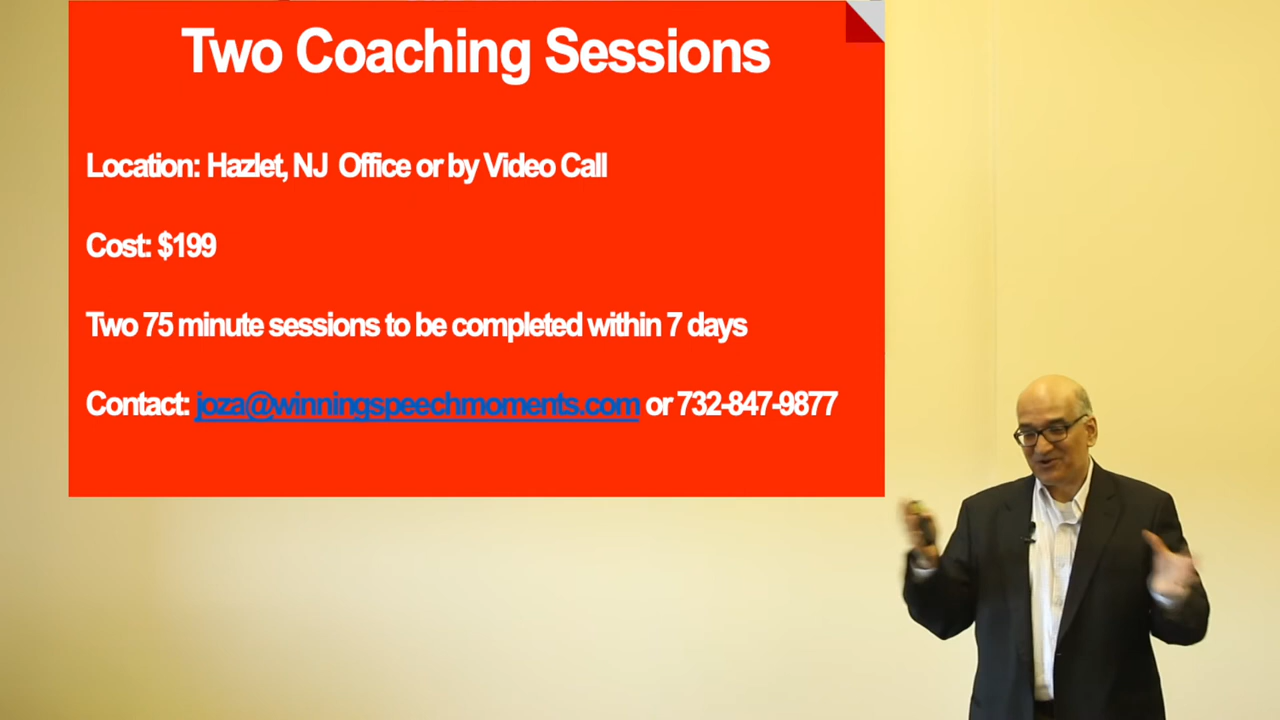 Two Coaching Sessions
Location: Hazlet, NJ Office or by Video Call
Cost: $199
Two 75 minute sessions to be completed within 7 days
Contact: joza@winningspeechmoments.com or 732-847-9877